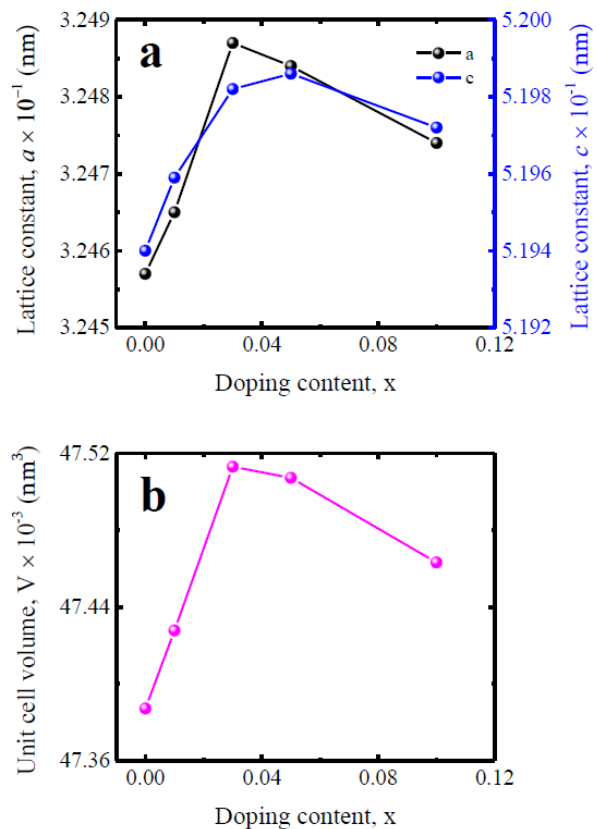 a
a
c
3.249
3.248
3.247
3.246
3.245
Lattice constant, a × 10⁻¹ (nm)
5.200
5.198
5.196
5.194
5.192
Lattice constant, c × 10⁻¹ (nm)
0.00 0.04 0.08 0.12
Doping content, x
b
47.52
47.44
47.36
Unit cell volume, V × 10⁻³ (nm³)
0.00 0.04 0.08 0.12
Doping content, x